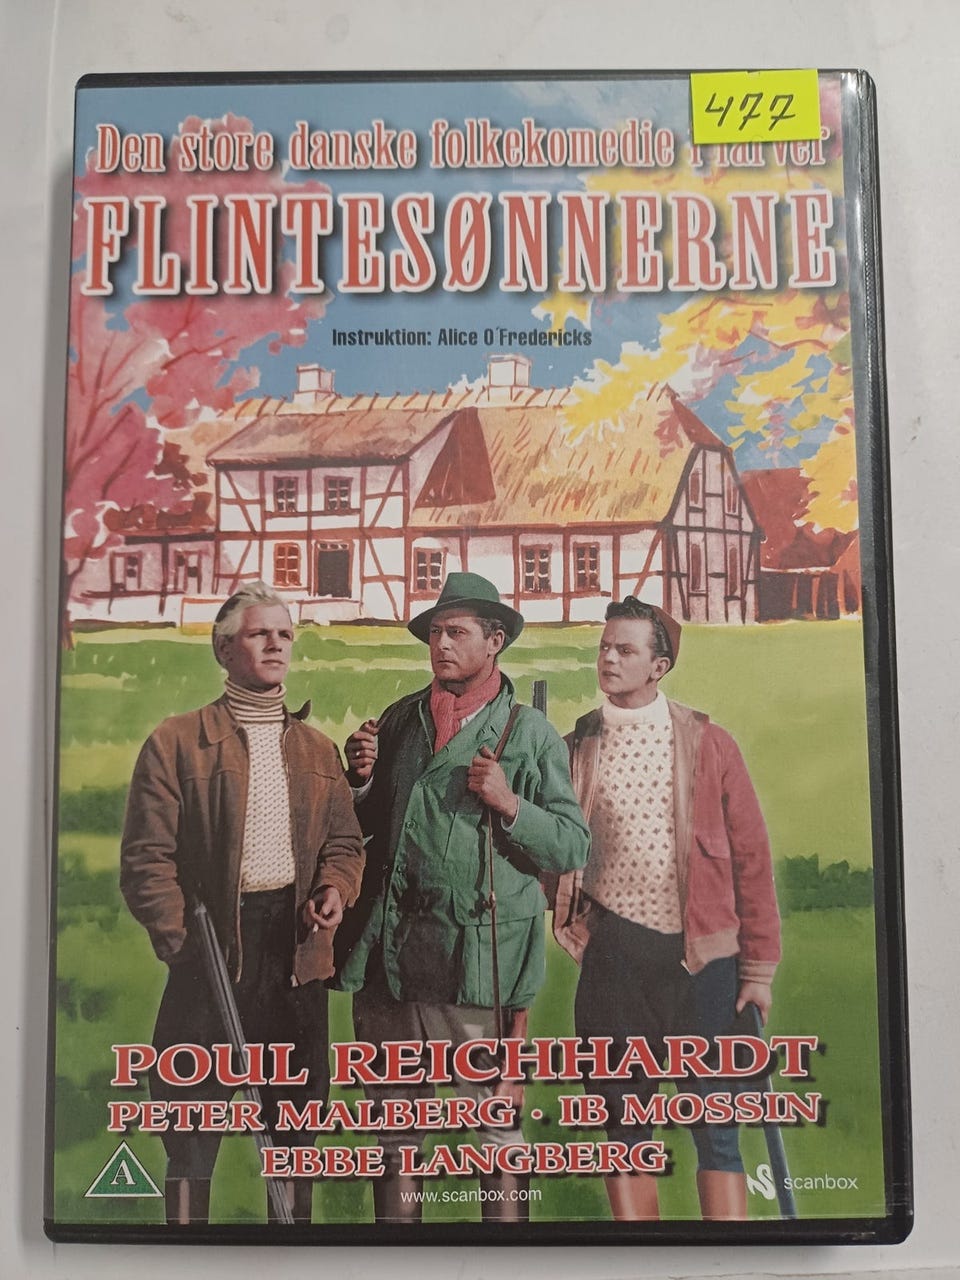 477
Den store danske folkekomedie i farver
FLINTESØNNERNE
Instruktion: Alice O´Fredericks
POUL REICHHARDT
PETER MALBERG · IB MOSSIN
EBBE LANGBERG
A
www.scanbox.com
scanbox